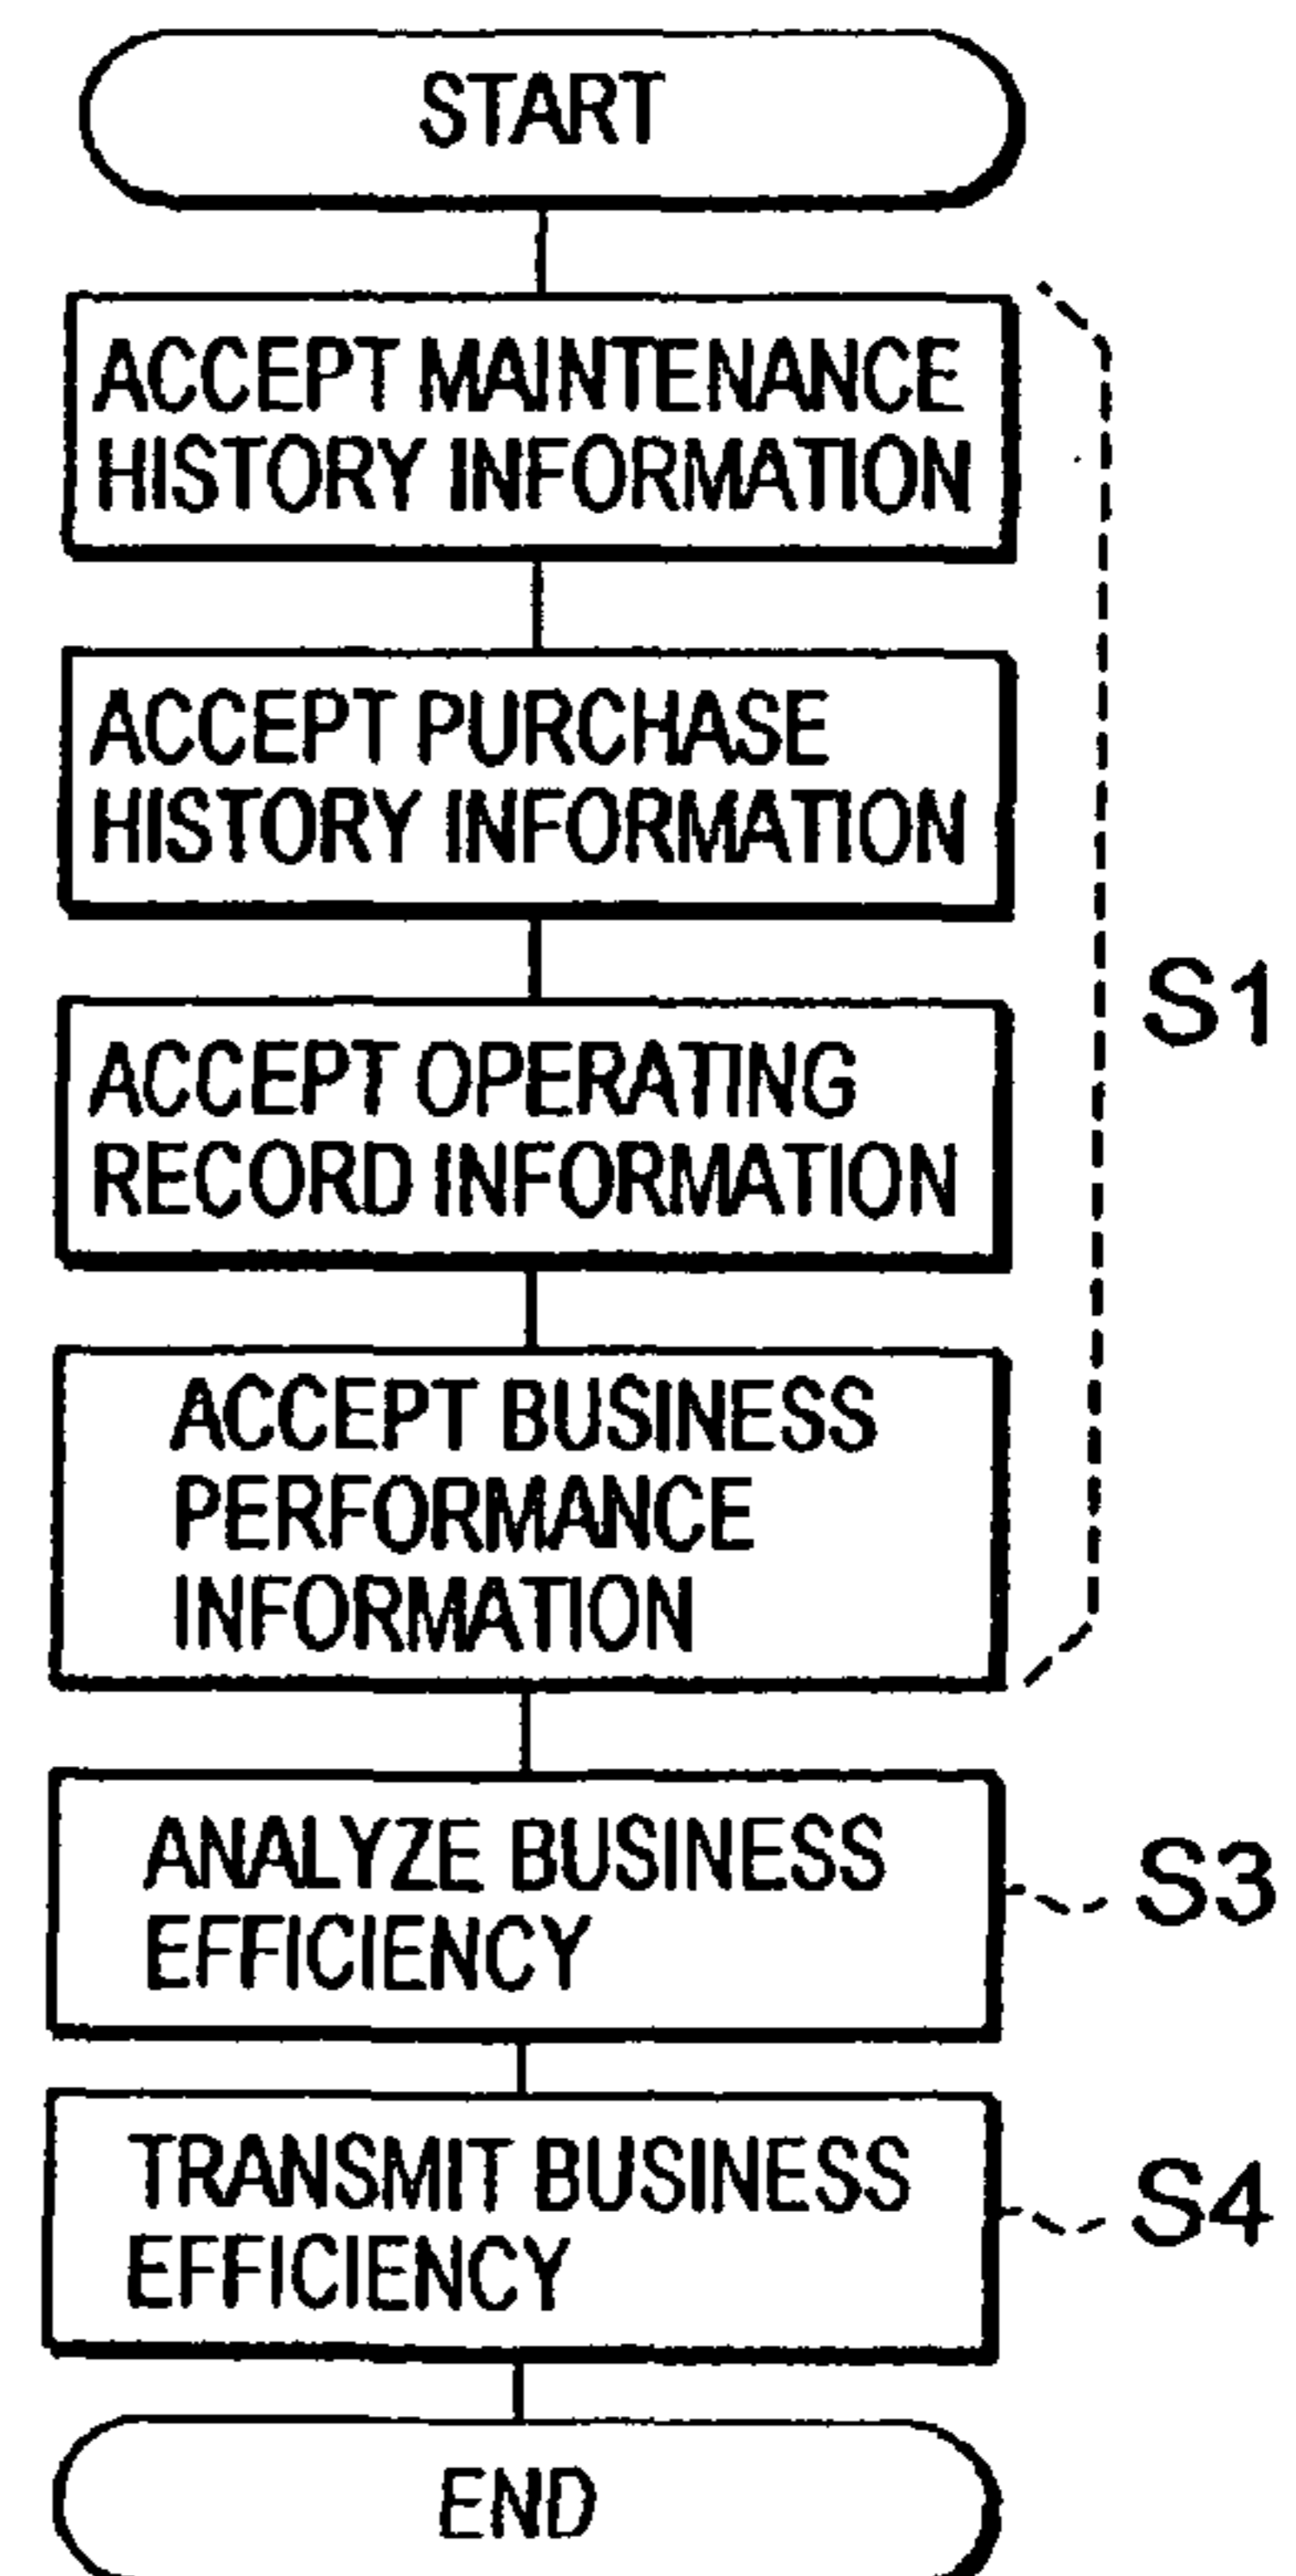 START
ACCEPT MAINTENANCE
HISTORY INFORMATION
ACCEPT PURCHASE
HISTORY INFORMATION
S1
ACCEPT OPERATING
RECORD INFORMATION
ACCEPT BUSINESS
PERFORMANCE
INFORMATION
ANALYZE BUSINESS
EFFICIENCY
S3
TRANSMIT BUSINESS
EFFICIENCY
S4
END